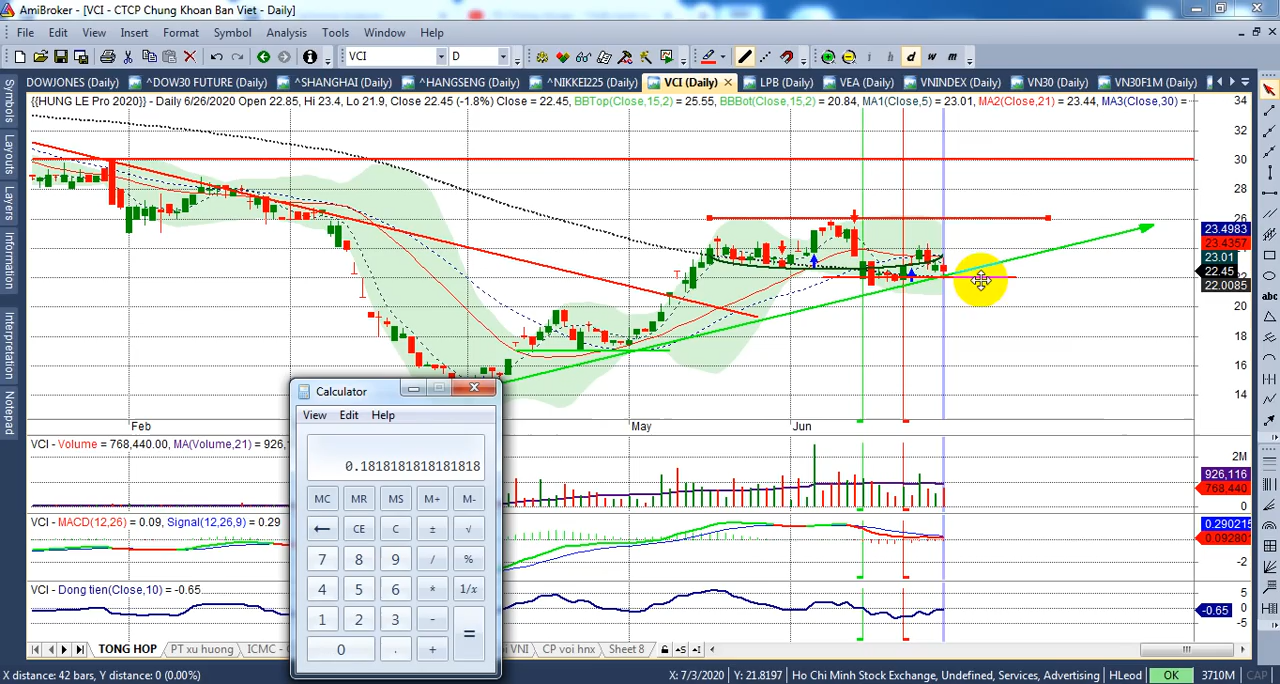 AmiBroker - [VCI - CTCP Chung Khoan Ban Viet - Daily]
File Edit View Insert Format Symbol Analysis Tools Window Help
VCI D i h d w m
DOWJONES (Daily) ^DOW30 FUTURE (Daily) ^SHANGHAI (Daily) ^HANGSENG (Daily) ^NIKKEI225 (Daily) VCI (Daily) LPB (Daily) VEA (Daily) VNINDEX (Daily) VN30 (Daily) VN30F1M (Daily)
{{HUNG LE Pro 2020}} - Daily 6/26/2020 Open 22.85, Hi 23.4, Lo 21.9, Close 22.45 (-1.8%) Close = 22.45, BBTop(Close,15,2) = 25.55, BBBot(Close,15,2) = 20.84, MA1(Close,5) = 23.01, MA2(Close,21) = 23.44, MA3(Close,30) =
Symbols
Layouts
Layers
Information
Interpretation
Notepad
34
32
30
28
26
23.4983
23.4357
23.01
22.45
22.0085
20
18
16
14
abc
Feb May Jun
Calculator
View Edit Help
0.1818181818181818
MC MR MS M+ M-
← CE C ± √
7 8 9 / %
4 5 6 * 1/x
1 2 3 - =
0 . +
VCI - Volume = 768,440.00, MA(Volume,21) = 926,
2M
926,116
768,440
0
VCI - MACD(12,26) = 0.09, Signal(12,26,9) = 0.29
0.290215
-2
VCI - Dong tien(Close,10) = -0.65
5
0
-0.65
-5
TONG HOP PT xu huong ICMC - VNI CP voi hnx Sheet 8
X distance: 42 bars, Y distance: 0 (0.00%) X: 7/3/2020 Y: 21.8197 Ho Chi Minh Stock Exchange, Undefined, Services, Advertising HLeod OK 3710M CAP